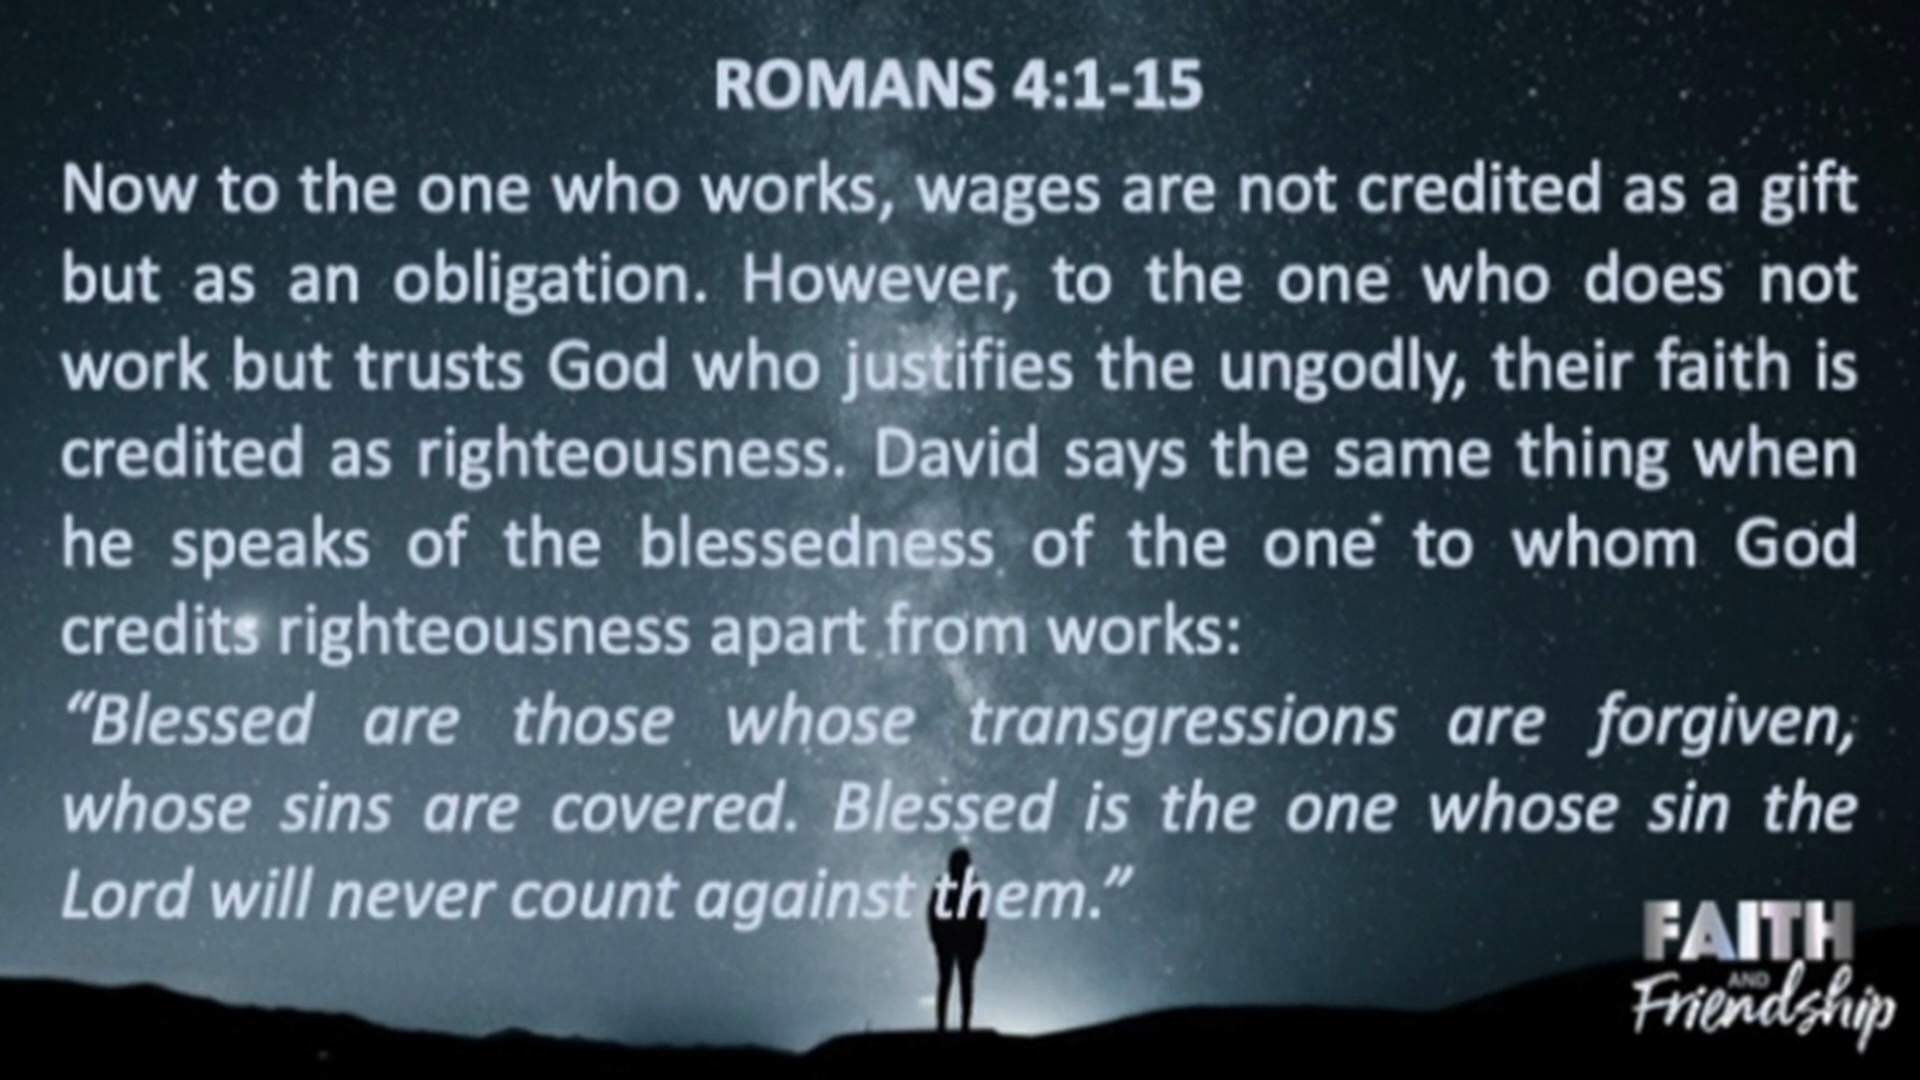 ROMANS 4:1-15
Now to the one who works, wages are not credited as a gift
but as an obligation. However, to the one who does not
work but trusts God who justifies the ungodly, their faith is
credited as righteousness. David says the same thing when
he speaks of the blessedness of the one to whom God
credits righteousness apart from works:
“Blessed are those whose transgressions are forgiven,
whose sins are covered. Blessed is the one whose sin the
Lord will never count against them.”
FAITH
AND
Friendship